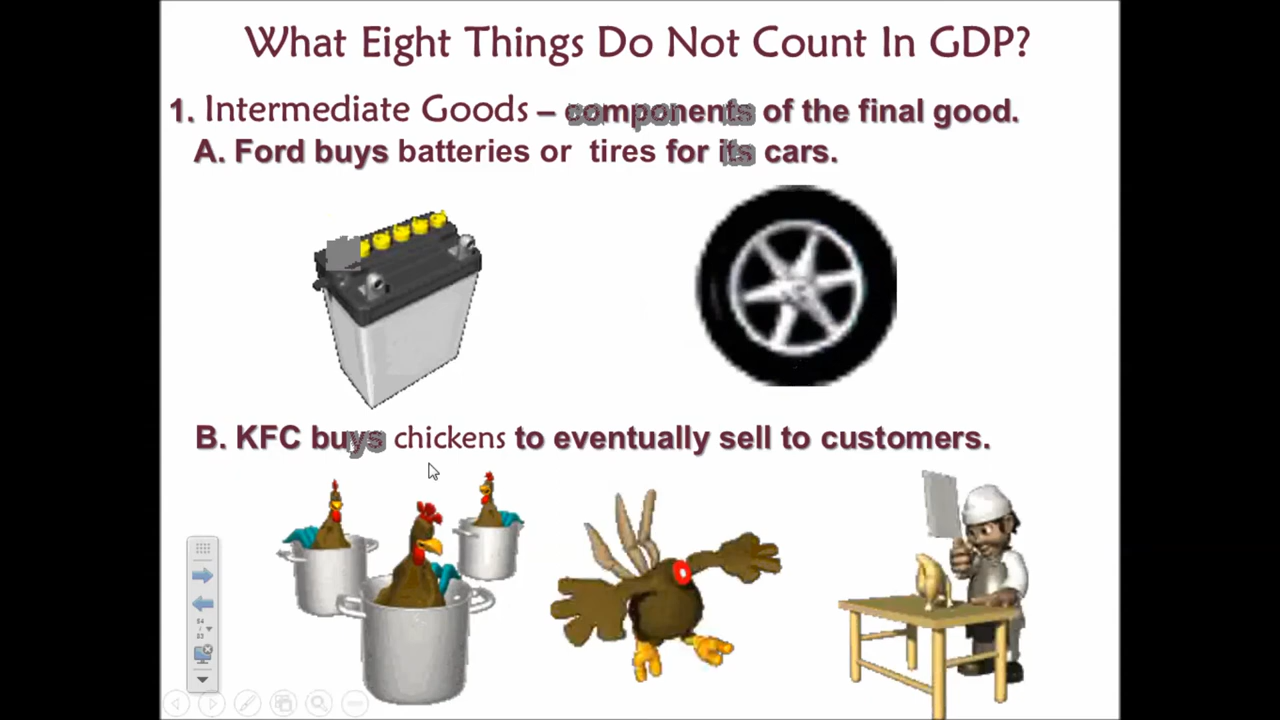 What Eight Things Do Not Count In GDP?
1. Intermediate Goods – components of the final good.
A. Ford buys batteries or tires for its cars.
B. KFC buys chickens to eventually sell to customers.